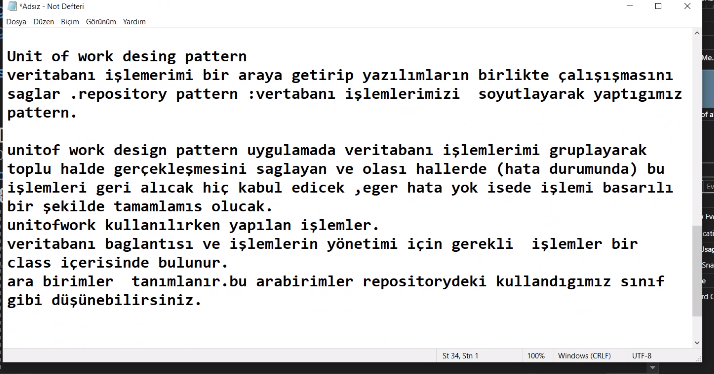 *Adsız - Not Defteri
Dosya Düzen Biçim Görünüm Yardım
Unit of work desing pattern
veritabanı işlemerimi bir araya getirip yazılımların birlikte çalışışmasını
saglar .repository pattern :vertabanı işlemlerimizi soyutlayarak yaptıgımız
pattern.
unitof work design pattern uygulamada veritabanı işlemlerimi gruplayarak
toplu halde gerçekleşmesini saglayan ve olası hallerde (hata durumunda) bu
işlemleri geri alıcak hiç kabul edicek ,eger hata yok isede işlemi basarılı
bir şekilde tamamlamıs olucak.
unitofwork kullanılırken yapılan işlemler.
veritabanı baglantısı ve işlemlerin yönetimi için gerekli işlemler bir
class içerisinde bulunur.
ara birimler tanımlanır.bu arabirimler repositorydeki kullandıgımız sınıf
gibi düşünebilirsiniz.
St 34, Stn 1 100% Windows (CRLF) UTF-8